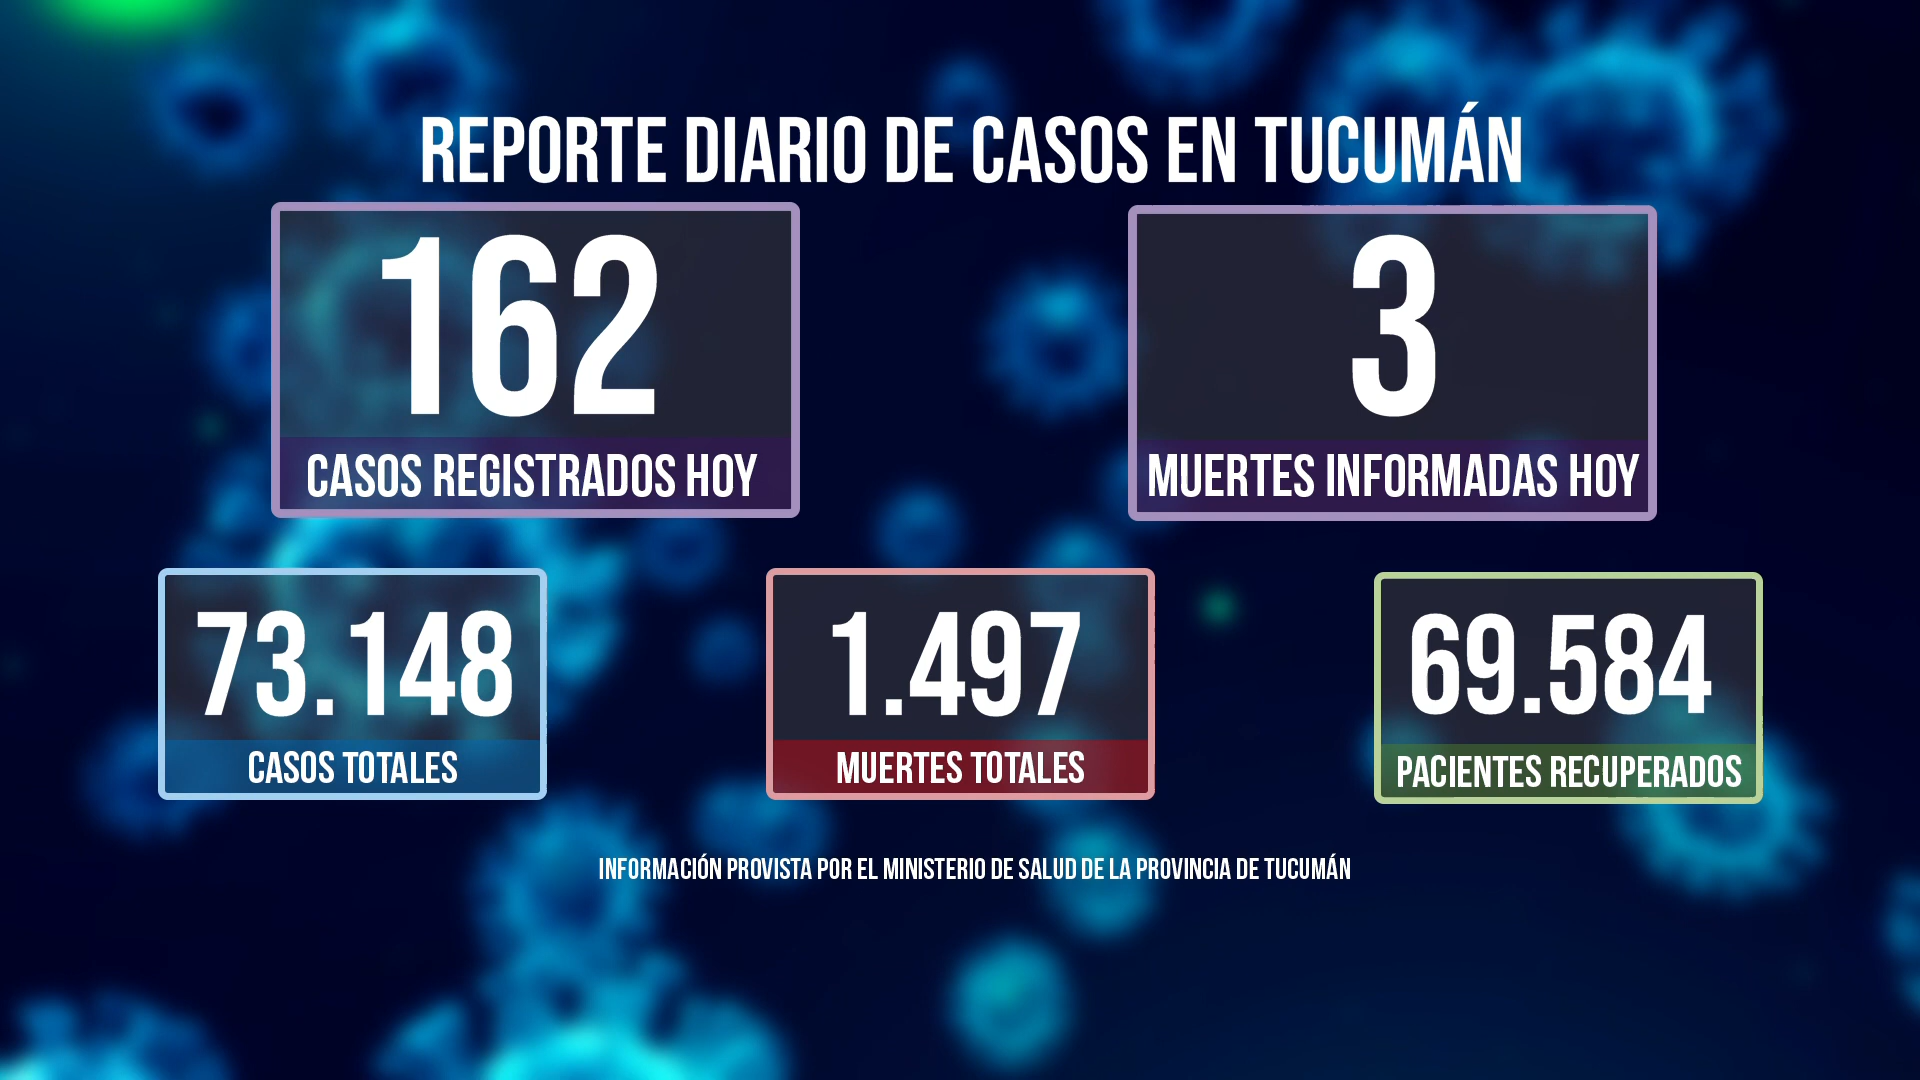 REPORTE DIARIO DE CASOS EN TUCUMÁN
162
CASOS REGISTRADOS HOY
3
MUERTES INFORMADAS HOY
73.148
CASOS TOTALES
1.497
MUERTES TOTALES
69.584
PACIENTES RECUPERADOS
INFORMACIÓN PROVISTA POR EL MINISTERIO DE SALUD DE LA PROVINCIA DE TUCUMÁN